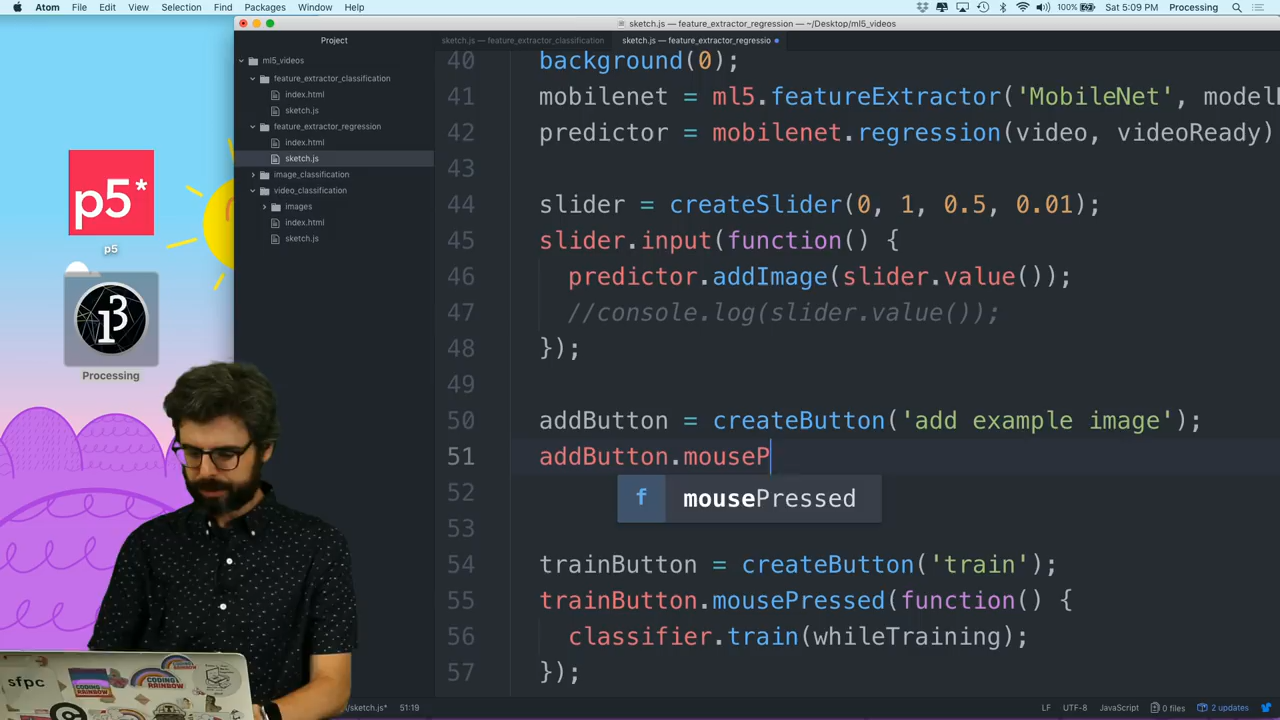 Atom File Edit View Selection Find Packages Window Help 100% Sat 5:09 PM Processing
sketch.js — feature_extractor_regression — ~/Desktop/ml5_videos
Project
sketch.js — feature_extractor_classification
sketch.js — feature_extractor_regressio
ml5_videos
feature_extractor_classification
index.html
sketch.js
feature_extractor_regression
index.html
sketch.js
image_classification
video_classification
images
index.html
sketch.js
p5*
p5
Processing
40 background(0);
41 mobilenet = ml5.featureExtractor('MobileNet', modelR
42 predictor = mobilenet.regression(video, videoReady)
43
44 slider = createSlider(0, 1, 0.5, 0.01);
45 slider.input(function() {
46 predictor.addImage(slider.value());
47 //console.log(slider.value());
48 });
49
50 addButton = createButton('add example image');
51 addButton.mouseP
f mousePressed
52
53
54 trainButton = createButton('train');
55 trainButton.mousePressed(function() {
56 classifier.train(whileTraining);
57 });
sfpc
CODING
RAINBOW
CODING
RAINBOW
/sketch.js* 51:19 LF UTF-8 JavaScript 0 files 2 updates